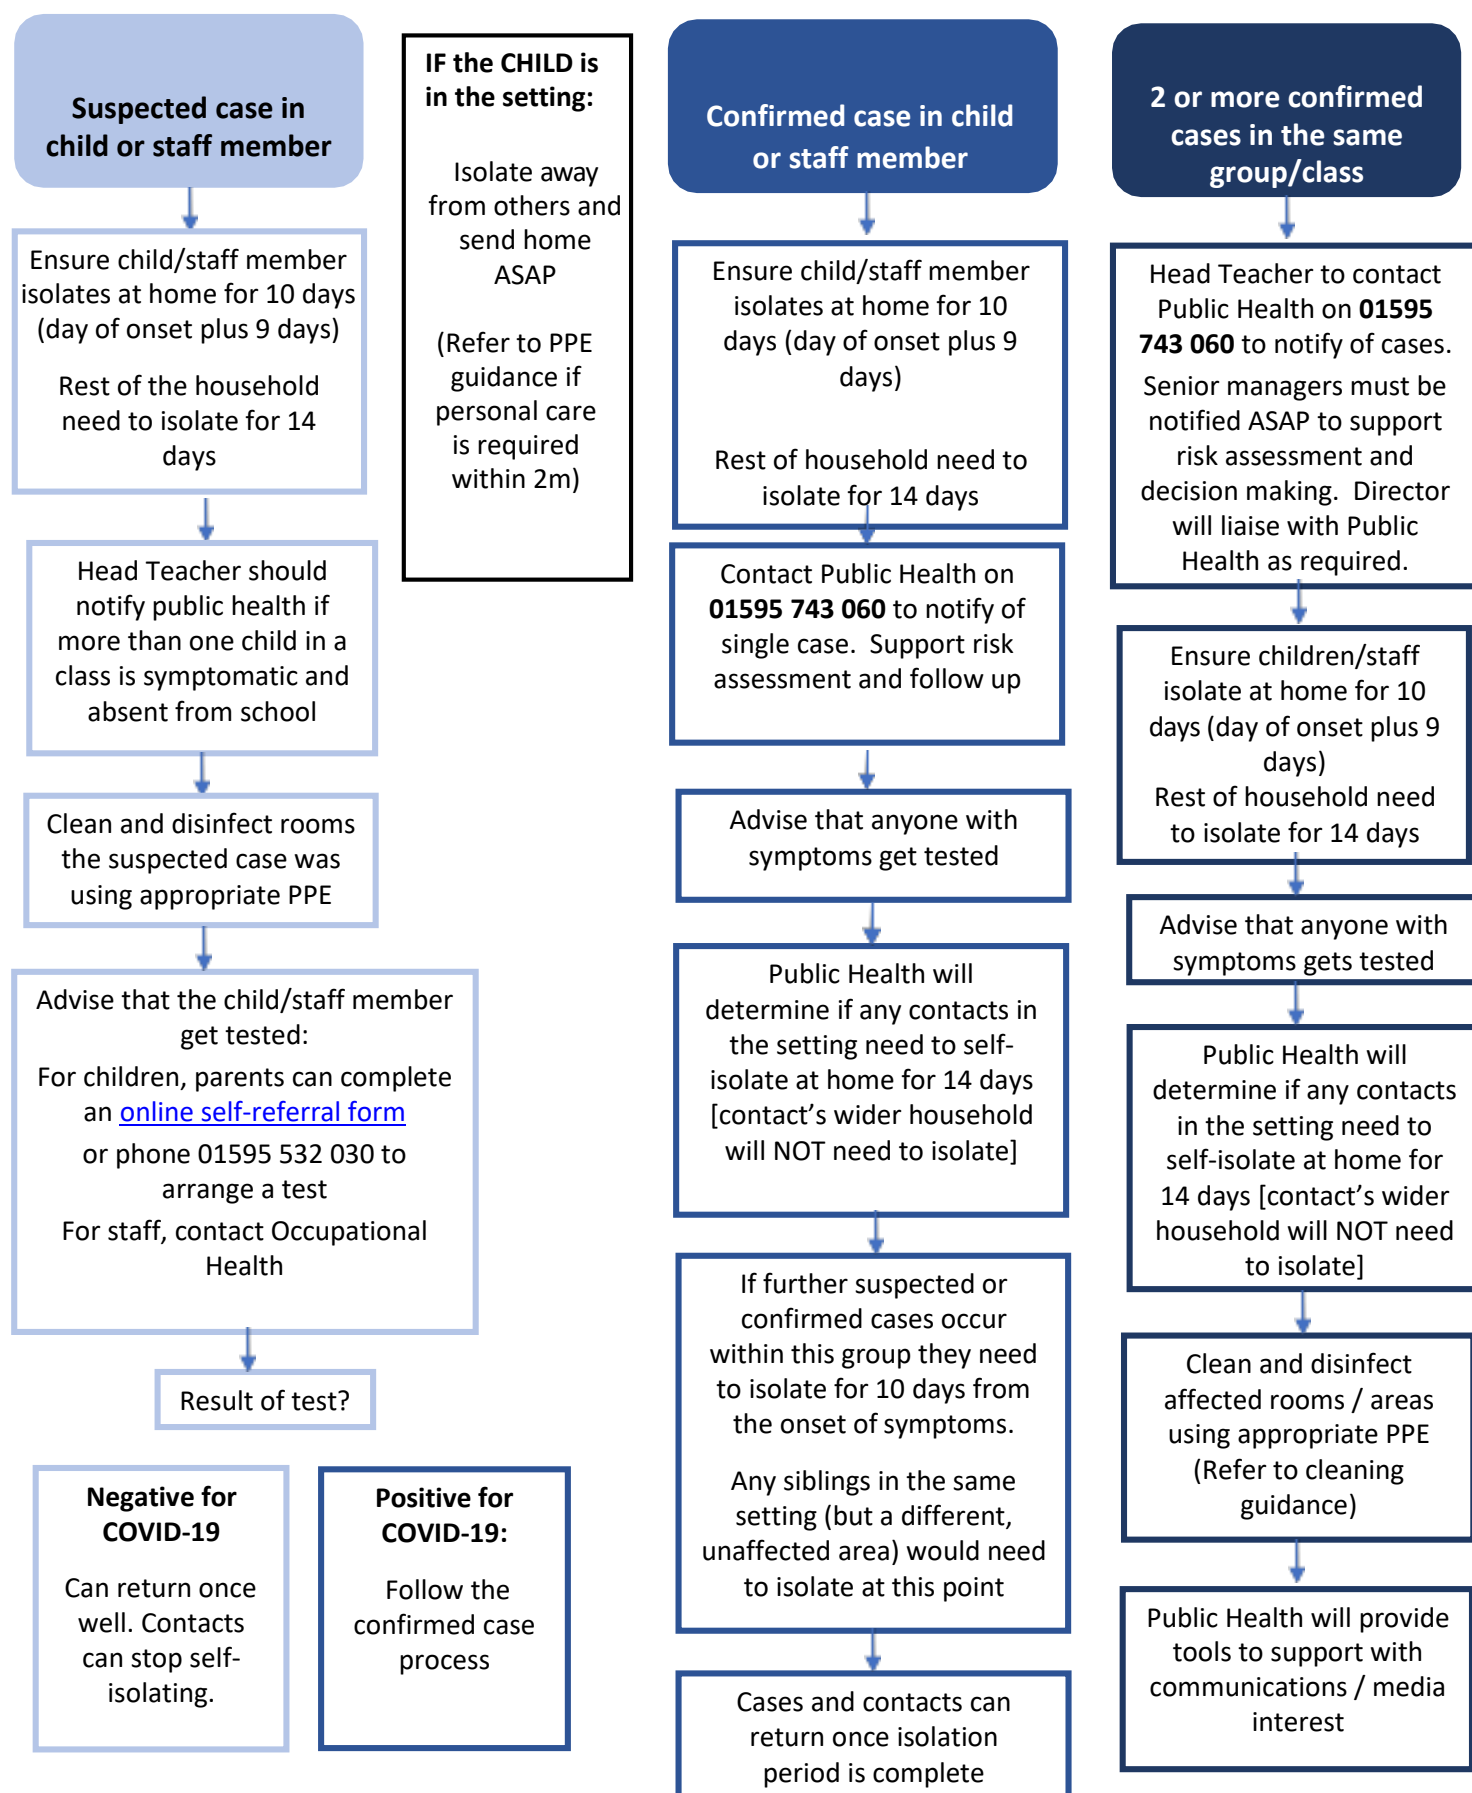 Suspected case in
child or staff member
Ensure child/staff member
isolates at home for 10 days
(day of onset plus 9 days)
Rest of the household
need to isolate for 14
days
Head Teacher should
notify public health if
more than one child in a
class is symptomatic and
absent from school
Clean and disinfect rooms
the suspected case was
using appropriate PPE
Advise that the child/staff member
get tested:
For children, parents can complete
an online self-referral form
or phone 01595 532 030 to
arrange a test
For staff, contact Occupational
Health
Result of test?
Negative for
COVID-19
Can return once
well. Contacts
can stop self-
isolating.
Positive for
COVID-19:
Follow the
confirmed case
process
IF the CHILD is
in the setting:
Isolate away
from others and
send home
ASAP
(Refer to PPE
guidance if
personal care
is required
within 2m)
Confirmed case in child
or staff member
Ensure child/staff member
isolates at home for 10
days (day of onset plus 9
days)
Rest of household need to
isolate for 14 days
Contact Public Health on
01595 743 060 to notify of
single case.  Support risk
assessment and follow up
Advise that anyone with
symptoms get tested
Public Health will
determine if any contacts in
the setting need to self-
isolate at home for 14 days
[contact's wider household
will NOT need to isolate]
If further suspected or
confirmed cases occur
within this group they need
to isolate for 10 days from
the onset of symptoms.
Any siblings in the same
setting (but a different,
unaffected area) would need
to isolate at this point
Cases and contacts can
return once isolation
period is complete
2 or more confirmed
cases in the same
group/class
Head Teacher to contact
Public Health on 01595
743 060 to notify of cases.
Senior managers must be
notified ASAP to support
risk assessment and
decision making.  Director
will liaise with Public
Health as required.
Ensure children/staff
isolate at home for 10
days (day of onset plus 9
days)
Rest of household need
to isolate for 14 days
Advise that anyone with
symptoms gets tested
Public Health will
determine if any contacts
in the setting need to
self-isolate at home for
14 days [contact's wider
household will NOT need
to isolate]
Clean and disinfect
affected rooms / areas
using appropriate PPE
(Refer to cleaning
guidance)
Public Health will provide
tools to support with
communications / media
interest